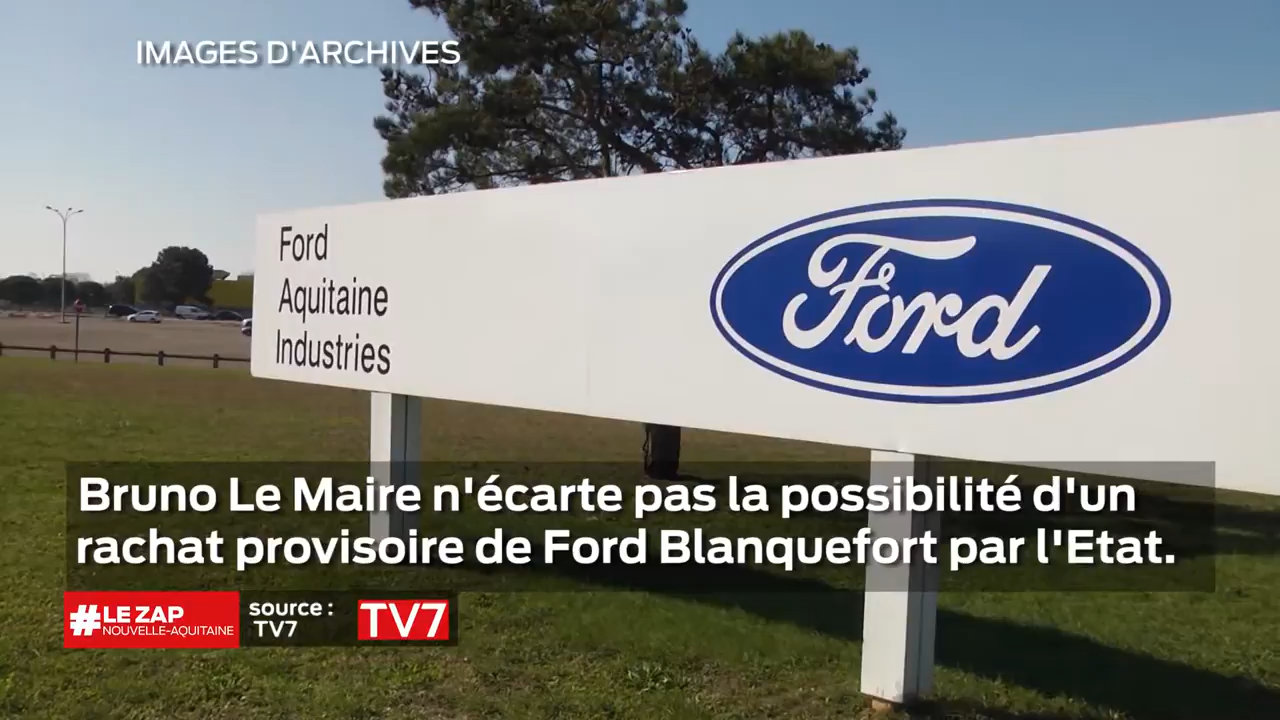 IMAGES D'ARCHIVES
Ford
Aquitaine
Industries
Ford
Bruno Le Maire n'écarte pas la possibilité d'un
rachat provisoire de Ford Blanquefort par l'Etat.
#LE ZAP
NOUVELLE-AQUITAINE
source :
TV7
TV7